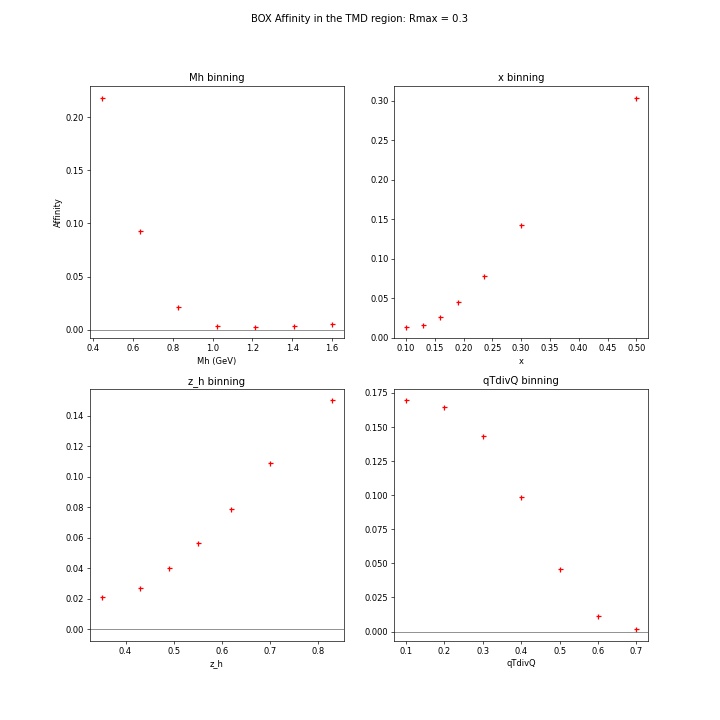 BOX Affinity in the TMD region: Rmax = 0.3
Mh binning
Affinity
0.20
0.15
0.10
0.05
0.00
0.4 0.6 0.8 1.0 1.2 1.4 1.6
Mh (GeV)
x binning
0.30
0.25
0.20
0.15
0.10
0.05
0.00
0.10 0.15 0.20 0.25 0.30 0.35 0.40 0.45 0.50
x
z_h binning
0.14
0.12
0.10
0.08
0.06
0.04
0.02
0.00
0.4 0.5 0.6 0.7 0.8
z_h
qTdivQ binning
0.175
0.150
0.125
0.100
0.075
0.050
0.025
0.000
0.1 0.2 0.3 0.4 0.5 0.6 0.7
qTdivQ